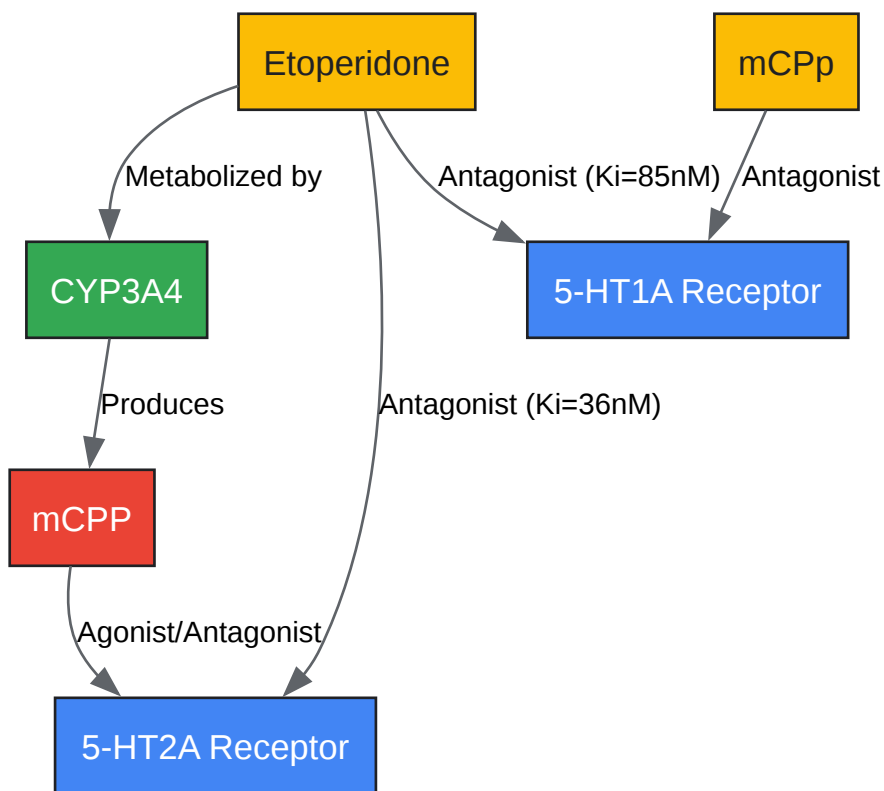 Etoperidone
mCPp
Metabolized by
Antagonist (Ki=85nM)
Antagonist
CYP3A4
5-HT1A Receptor
Produces
Antagonist (Ki=36nM)
mCPP
Agonist/Antagonist
5-HT2A Receptor